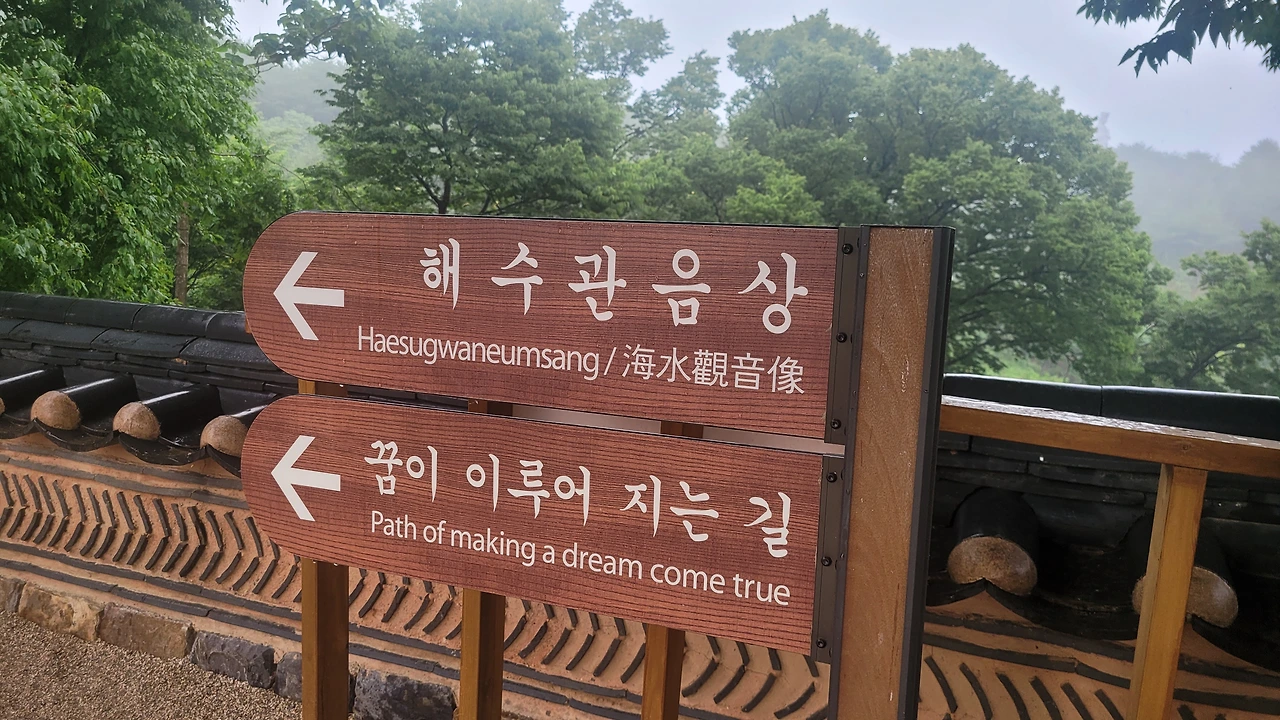 해수관음상
Haesugwaneumsang / 海水觀音像
꿈이 이루어 지는 길
Path of making a dream come true